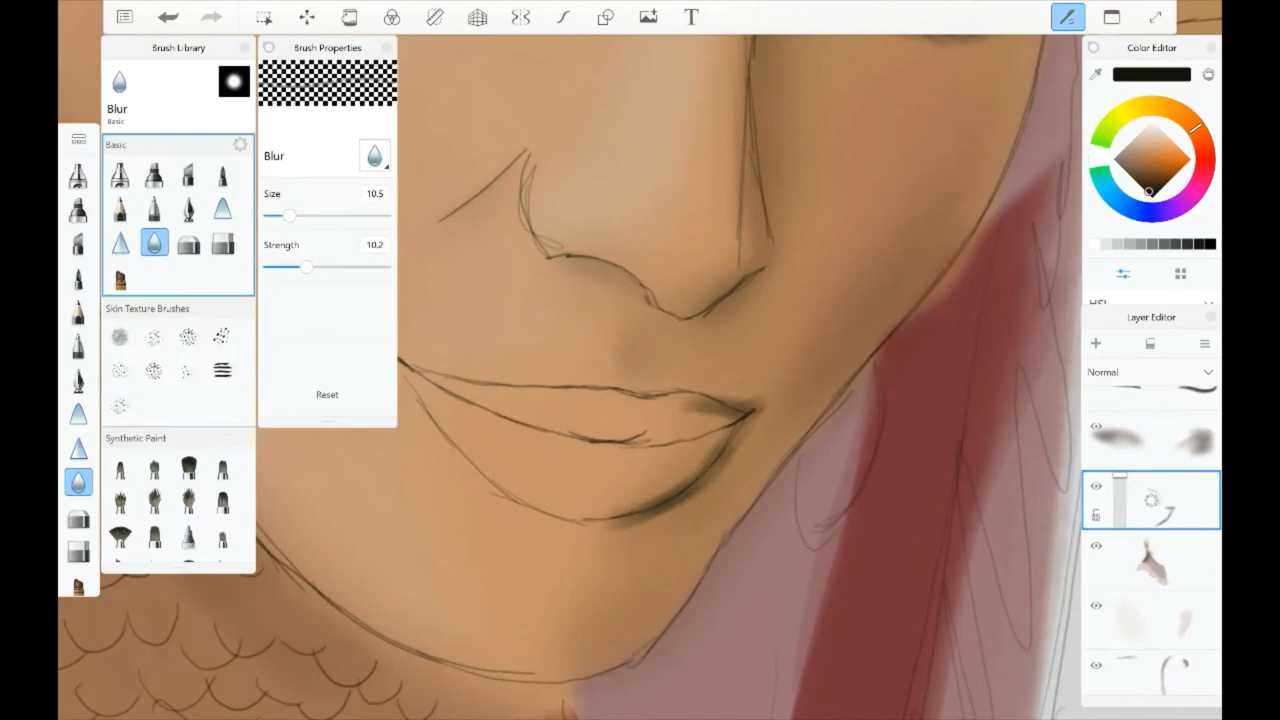 T
Brush Library
Blur
Basic
Basic
Skin Texture Brushes
Synthetic Paint
Brush Properties
Blur
Size 10.5
Strength 10.2
Reset
Color Editor
HSL
Layer Editor
Normal